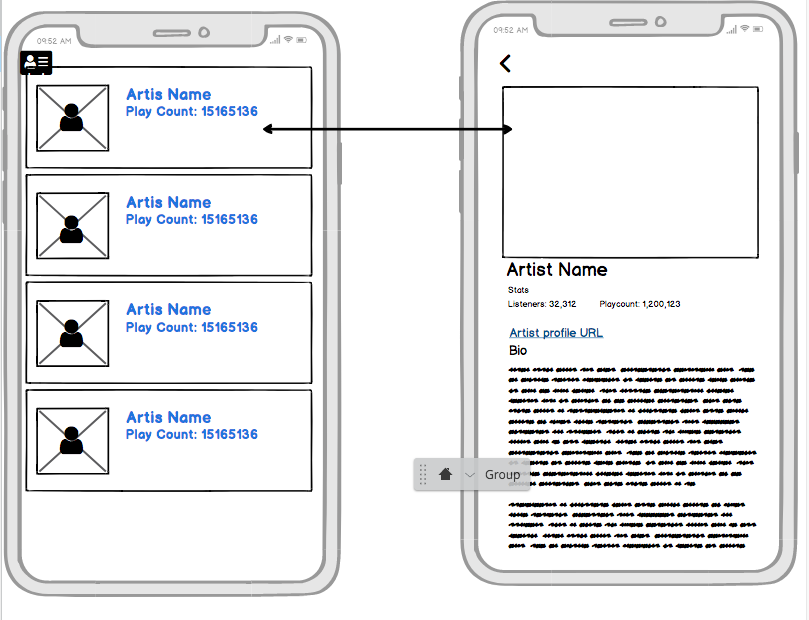 09:52 AM
Artis Name
Play Count: 15165136
Artis Name
Play Count: 15165136
Artis Name
Play Count: 15165136
Artis Name
Play Count: 15165136
09:52 AM
Artist Name
Stats
Listeners: 32,312 Playcount: 1,200,123
Artist profile URL
Bio
Group